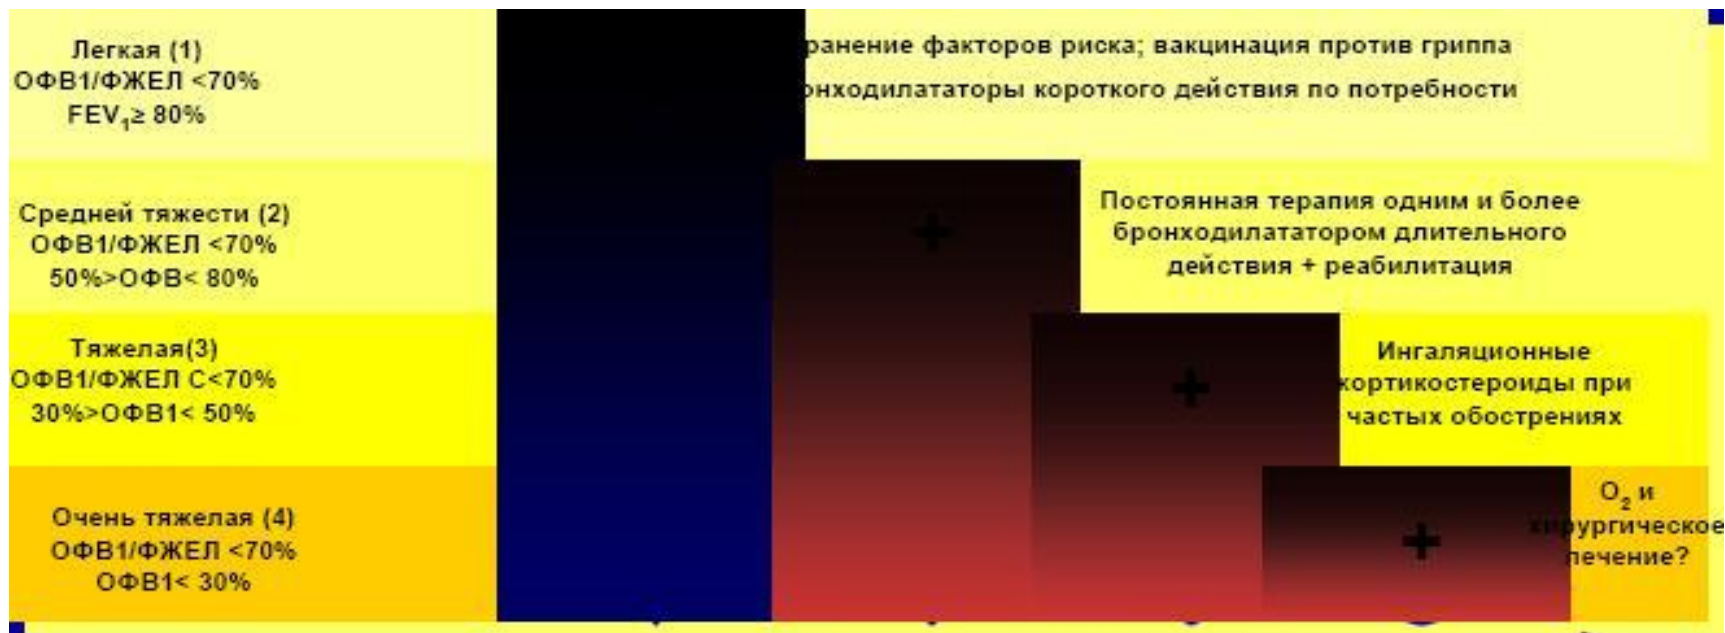 Легкая (1)
ОФВ1/ФЖЕЛ <70%
FEV₁≥ 80%
ранение факторов риска; вакцинация против гриппа
онходилататоры короткого действия по потребности
Средней тяжести (2)
ОФВ1/ФЖЕЛ <70%
50%>ОФВ< 80%
+
Постоянная терапия одним и более
бронходилататором длительного
действия + реабилитация
Тяжелая(3)
ОФВ1/ФЖЕЛ С<70%
30%>ОФВ1< 50%
+
Ингаляционные
кортикостероиды при
частых обострениях
Очень тяжелая (4)
ОФВ1/ФЖЕЛ <70%
ОФВ1< 30%
+
O₂ и
хирургическое
лечение?